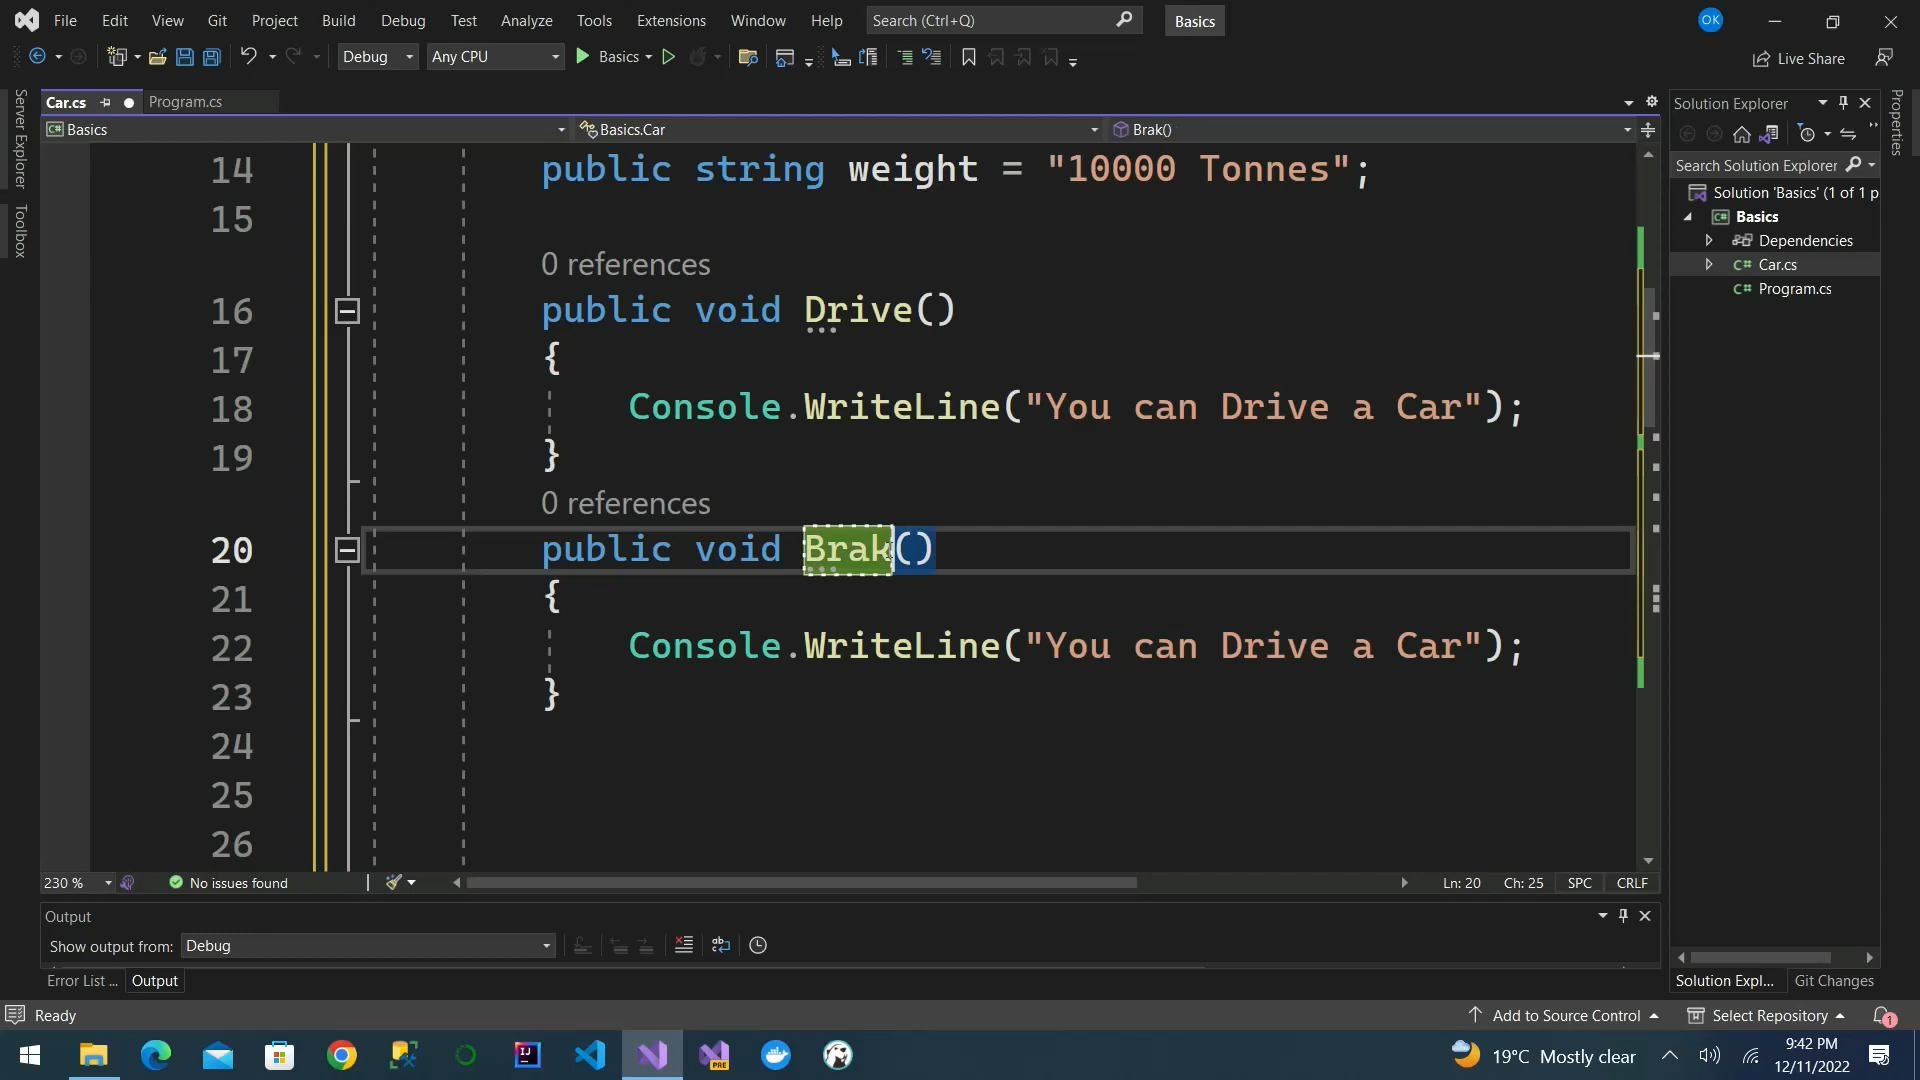 File Edit View Git Project Build Debug Test Analyze Tools Extensions Window Help Search (Ctrl+Q) Basics OK
Debug Any CPU Basics Live Share
Server Explorer
Toolbox
Car.cs Program.cs
Basics Basics.Car Brak()
14 public string weight = "10000 Tonnes";
15
0 references
16 public void Drive()
17 {
18 Console.WriteLine("You can Drive a Car");
19 }
0 references
20 public void Brak()
21 {
22 Console.WriteLine("You can Drive a Car");
23 }
24
25
26
230 % No issues found Ln: 20 Ch: 25 SPC CRLF
Output
Show output from: Debug
Error List ... Output
Solution Explorer
Search Solution Explorer
Solution 'Basics' (1 of 1 p
C# Basics
Dependencies
C# Car.cs
C# Program.cs
Solution Expl... Git Changes
Properties
Ready Add to Source Control Select Repository 1
PRE
19°C Mostly clear
9:42 PM
12/11/2022